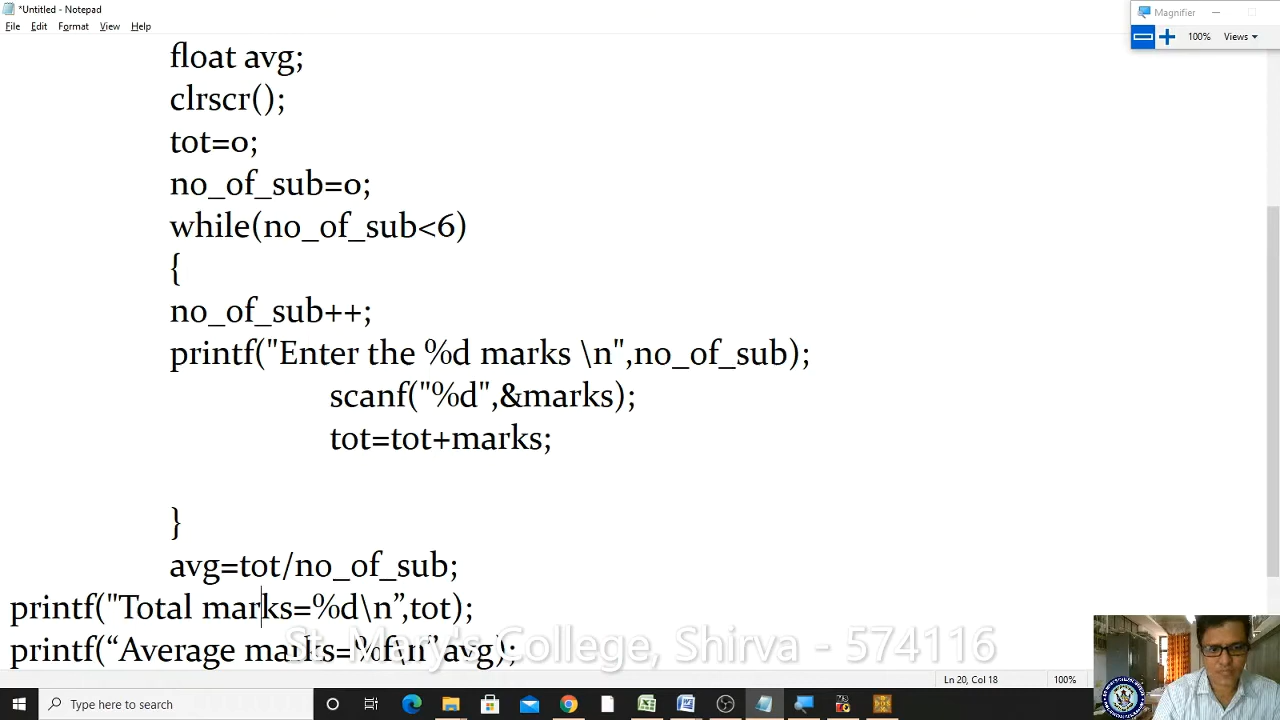 *Untitled - Notepad
File Edit Format View Help
Magnifier
100% Views
float avg;
clrscr();
tot=0;
no_of_sub=0;
while(no_of_sub<6)
{
no_of_sub++;
printf("Enter the %d marks \n",no_of_sub);
scanf("%d",&marks);
tot=tot+marks;
}
avg=tot/no_of_sub;
printf("Total marks=%d\n”,tot);
printf(“Average marks=%f\n”avg);
St. Mary's College, Shirva - 574116
Ln 20, Col 18 100%
Type here to search